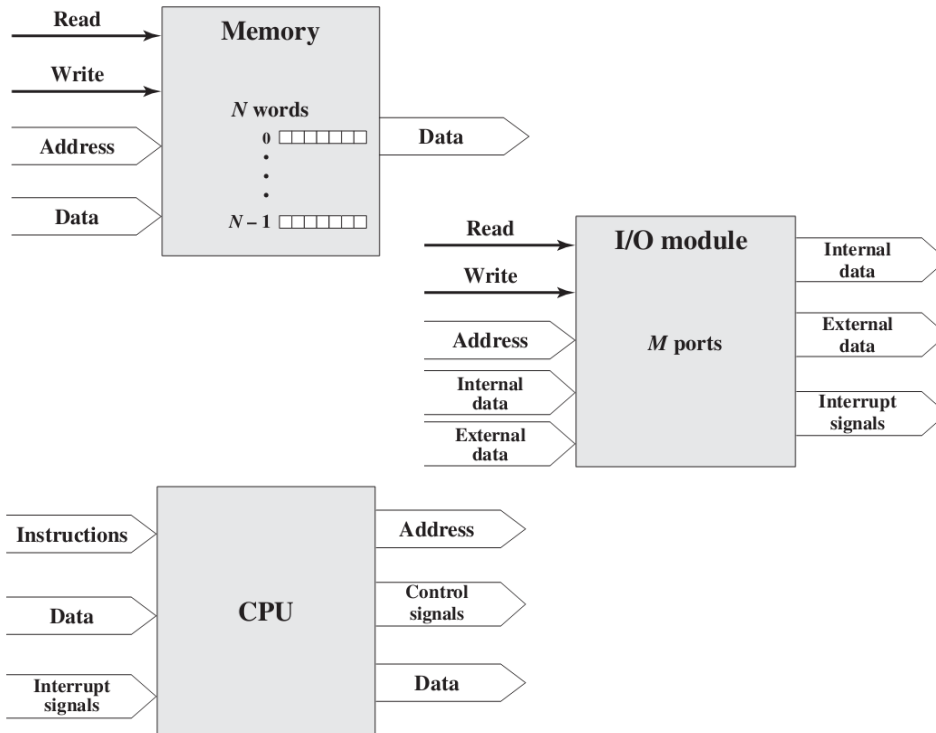 Read
Memory
Write
N words
0
Address
Data
Data
N – 1
Read
I/O module
Internal
data
Write
External
data
Address
M ports
Internal
data
Interrupt
signals
External
data
Instructions
Address
CPU
Control
signals
Data
Interrupt
signals
Data